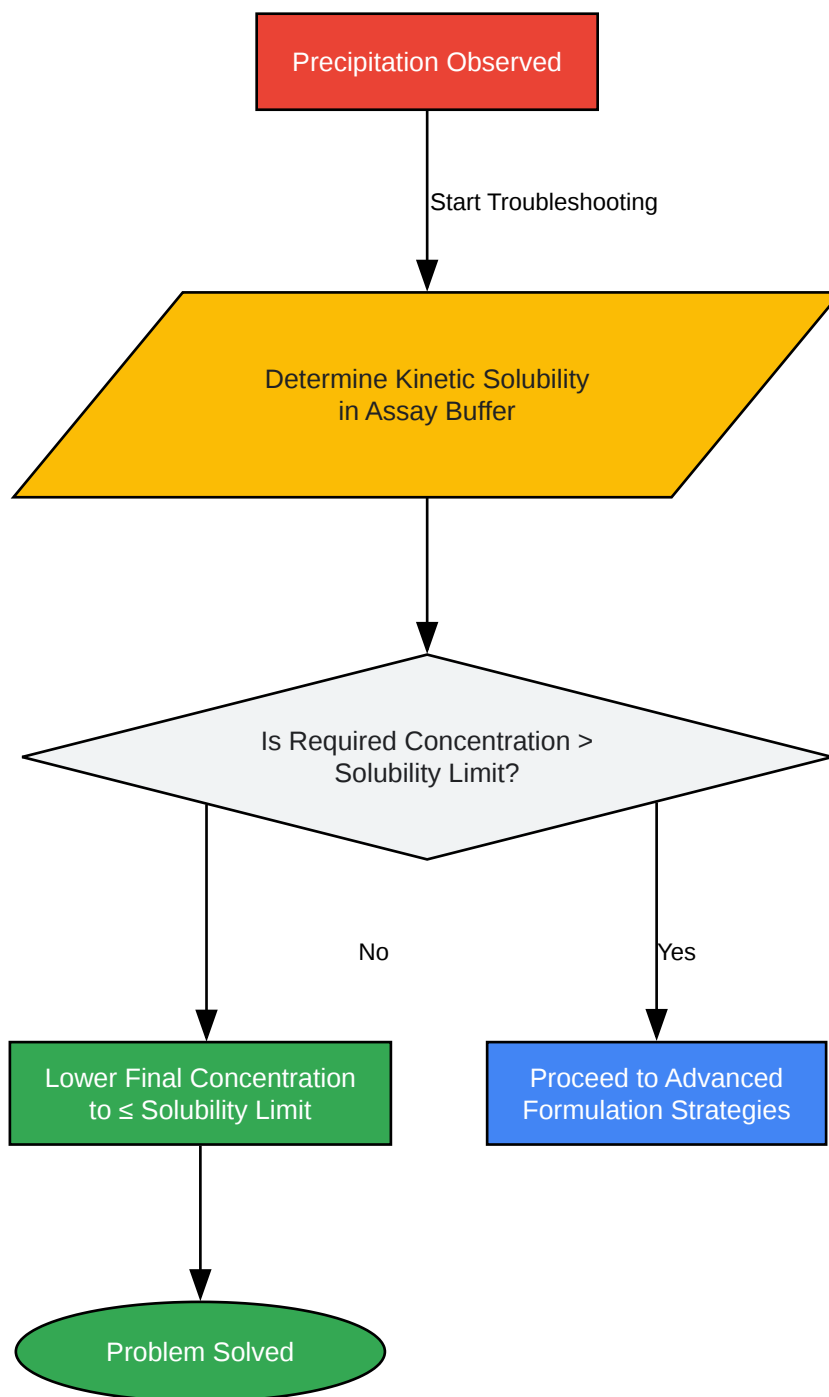 Precipitation Observed
Start Troubleshooting
Determine Kinetic Solubility
in Assay Buffer
Is Required Concentration >
Solubility Limit?
No
Yes
Lower Final Concentration
to ≤ Solubility Limit
Proceed to Advanced
Formulation Strategies
Problem Solved